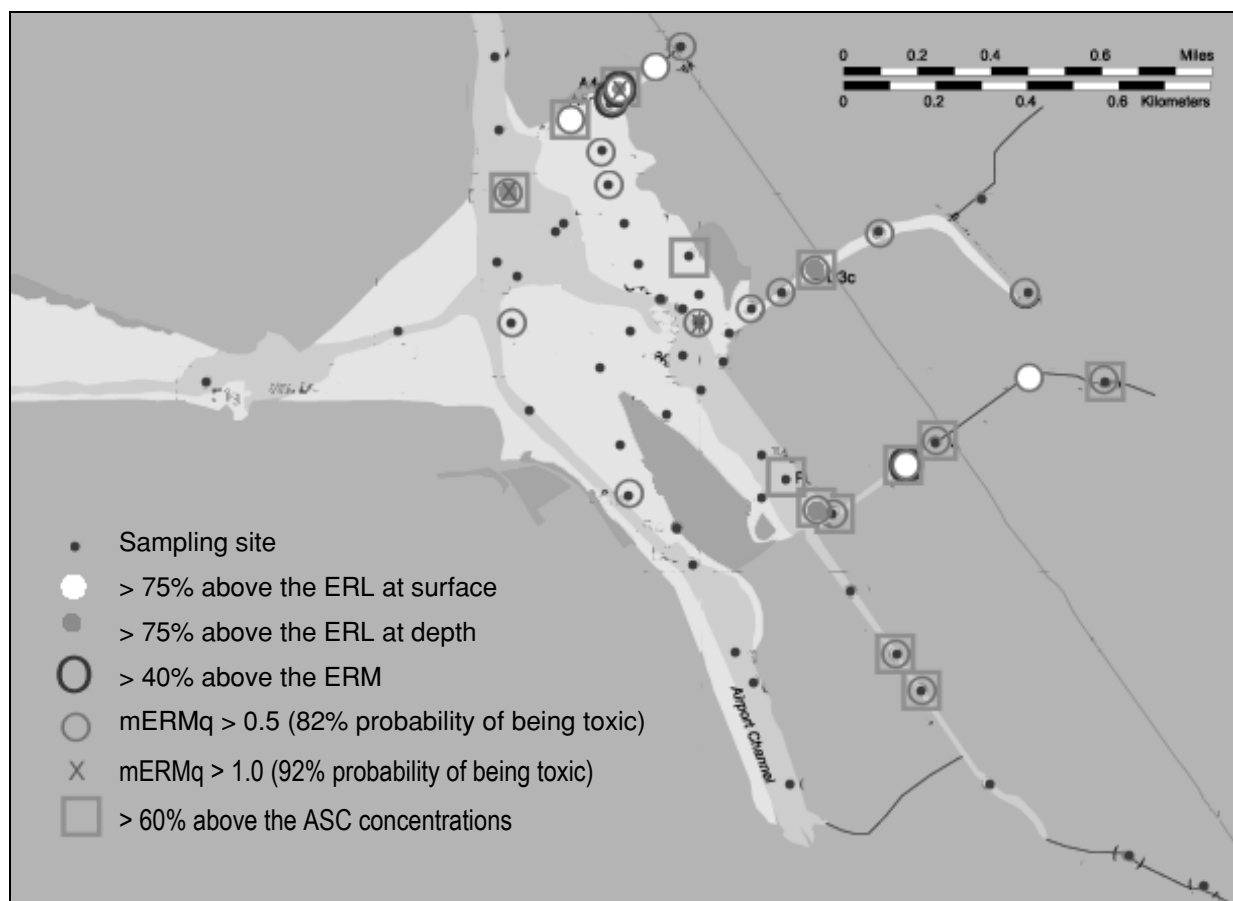 0 0.2 0.4 0.6 Miles
0 0.2 0.4 0.6 Kilometers
3c
Sampling site
> 75% above the ERL at surface
> 75% above the ERL at depth
> 40% above the ERM
mERMq > 0.5 (82% probability of being toxic)
X mERMq > 1.0 (92% probability of being toxic)
> 60% above the ASC concentrations
Airport Channel